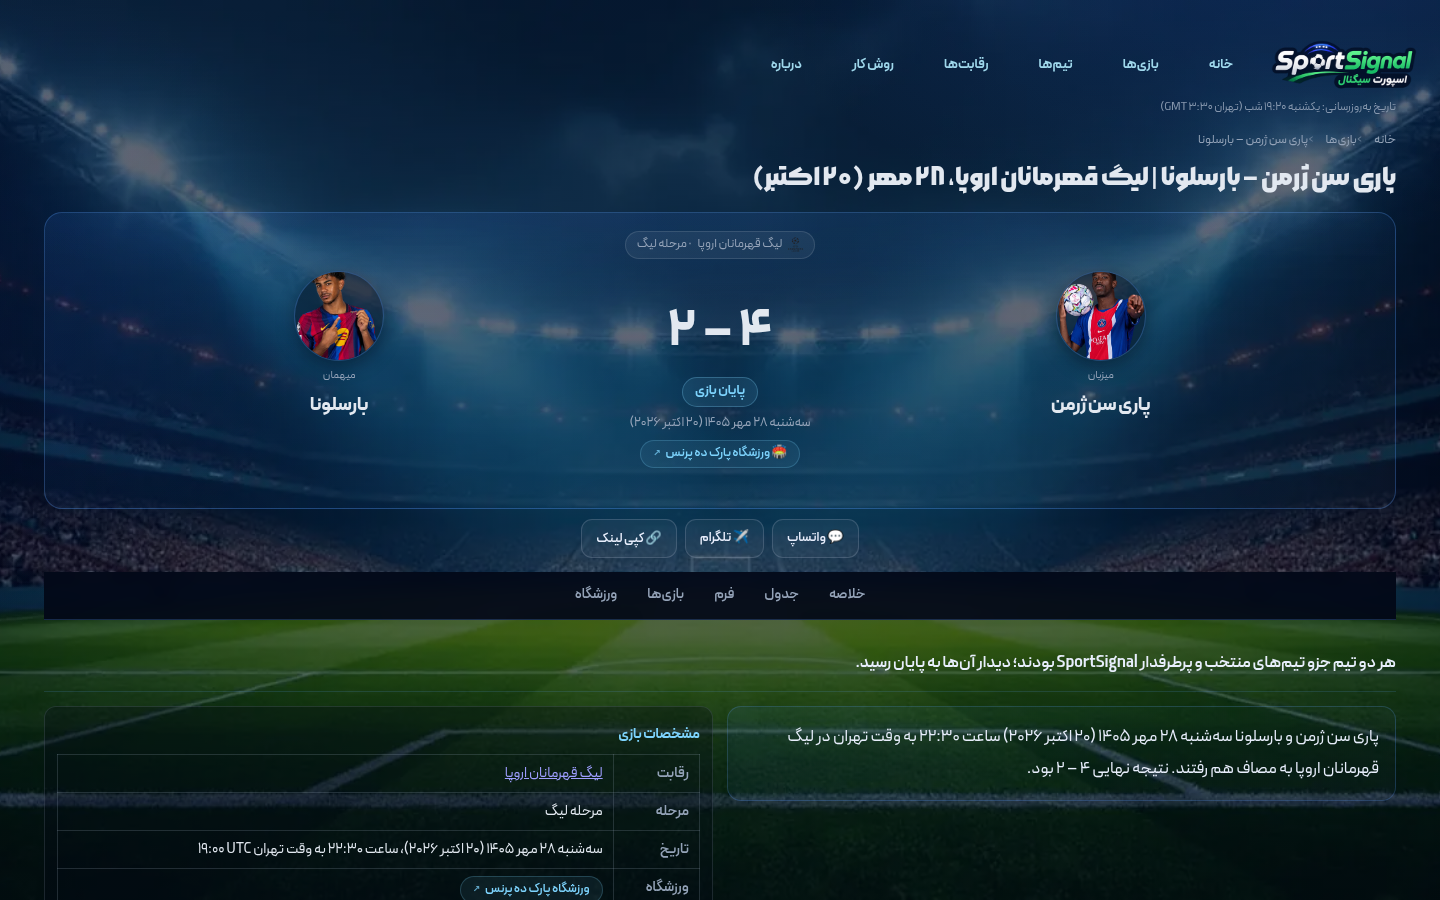 SportSignal
اسپورت سیگنال
خانه
بازی‌ها
تیم‌ها
رقابت‌ها
روش کار
درباره
تاریخ به‌روزرسانی: یکشنبه ۱۹:۲۰ شب (تهران GMT ۳:۳۰)
خانه › بازی‌ها › پاری سن ژرمن – بارسلونا
پاری سن ژرمن – بارسلونا | لیگ قهرمانان اروپا، ۲۸ مهر (۲۰ اکتبر)
لیگ قهرمانان اروپا · مرحله لیگ
میزبان
پاری سن ژرمن
۴ – ۲
پایان بازی
سه‌شنبه ۲۸ مهر ۱۴۰۵ (۲۰ اکتبر ۲۰۲۶)
🏟️ ورزشگاه پارک ده پرنس ↗
میهمان
بارسلونا
💬 واتساپ
✈️ تلگرام
🔗 کپی لینک
خلاصه
جدول
فرم
بازی‌ها
ورزشگاه
هر دو تیم جزو تیم‌های منتخب و پرطرفدار SportSignal بودند؛ دیدار آن‌ها به پایان رسید.
پاری سن ژرمن و بارسلونا سه‌شنبه ۲۸ مهر ۱۴۰۵ (۲۰ اکتبر ۲۰۲۶) ساعت ۲۲:۳۰ به وقت تهران در لیگ
قهرمانان اروپا به مصاف هم رفتند. نتیجه نهایی ۴ – ۲ بود.
مشخصات بازی
رقابت لیگ قهرمانان اروپا
مرحله مرحله لیگ
تاریخ سه‌شنبه ۲۸ مهر ۱۴۰۵ (۲۰ اکتبر ۲۰۲۶)، ساعت ۲۲:۳۰ به وقت تهران ۱۹:۰۰ UTC
ورزشگاه ورزشگاه پارک ده پرنس ↗